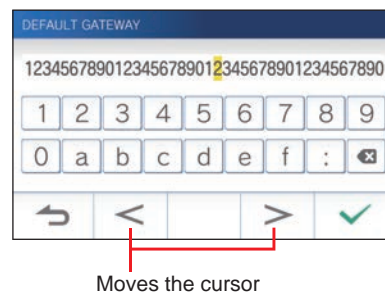 DEFAULT GATEWAY
1234567890123456789012345678901234567890
1 2 3 4 5 6 7 8 9
0 a b c d e f :
< >
Moves the cursor